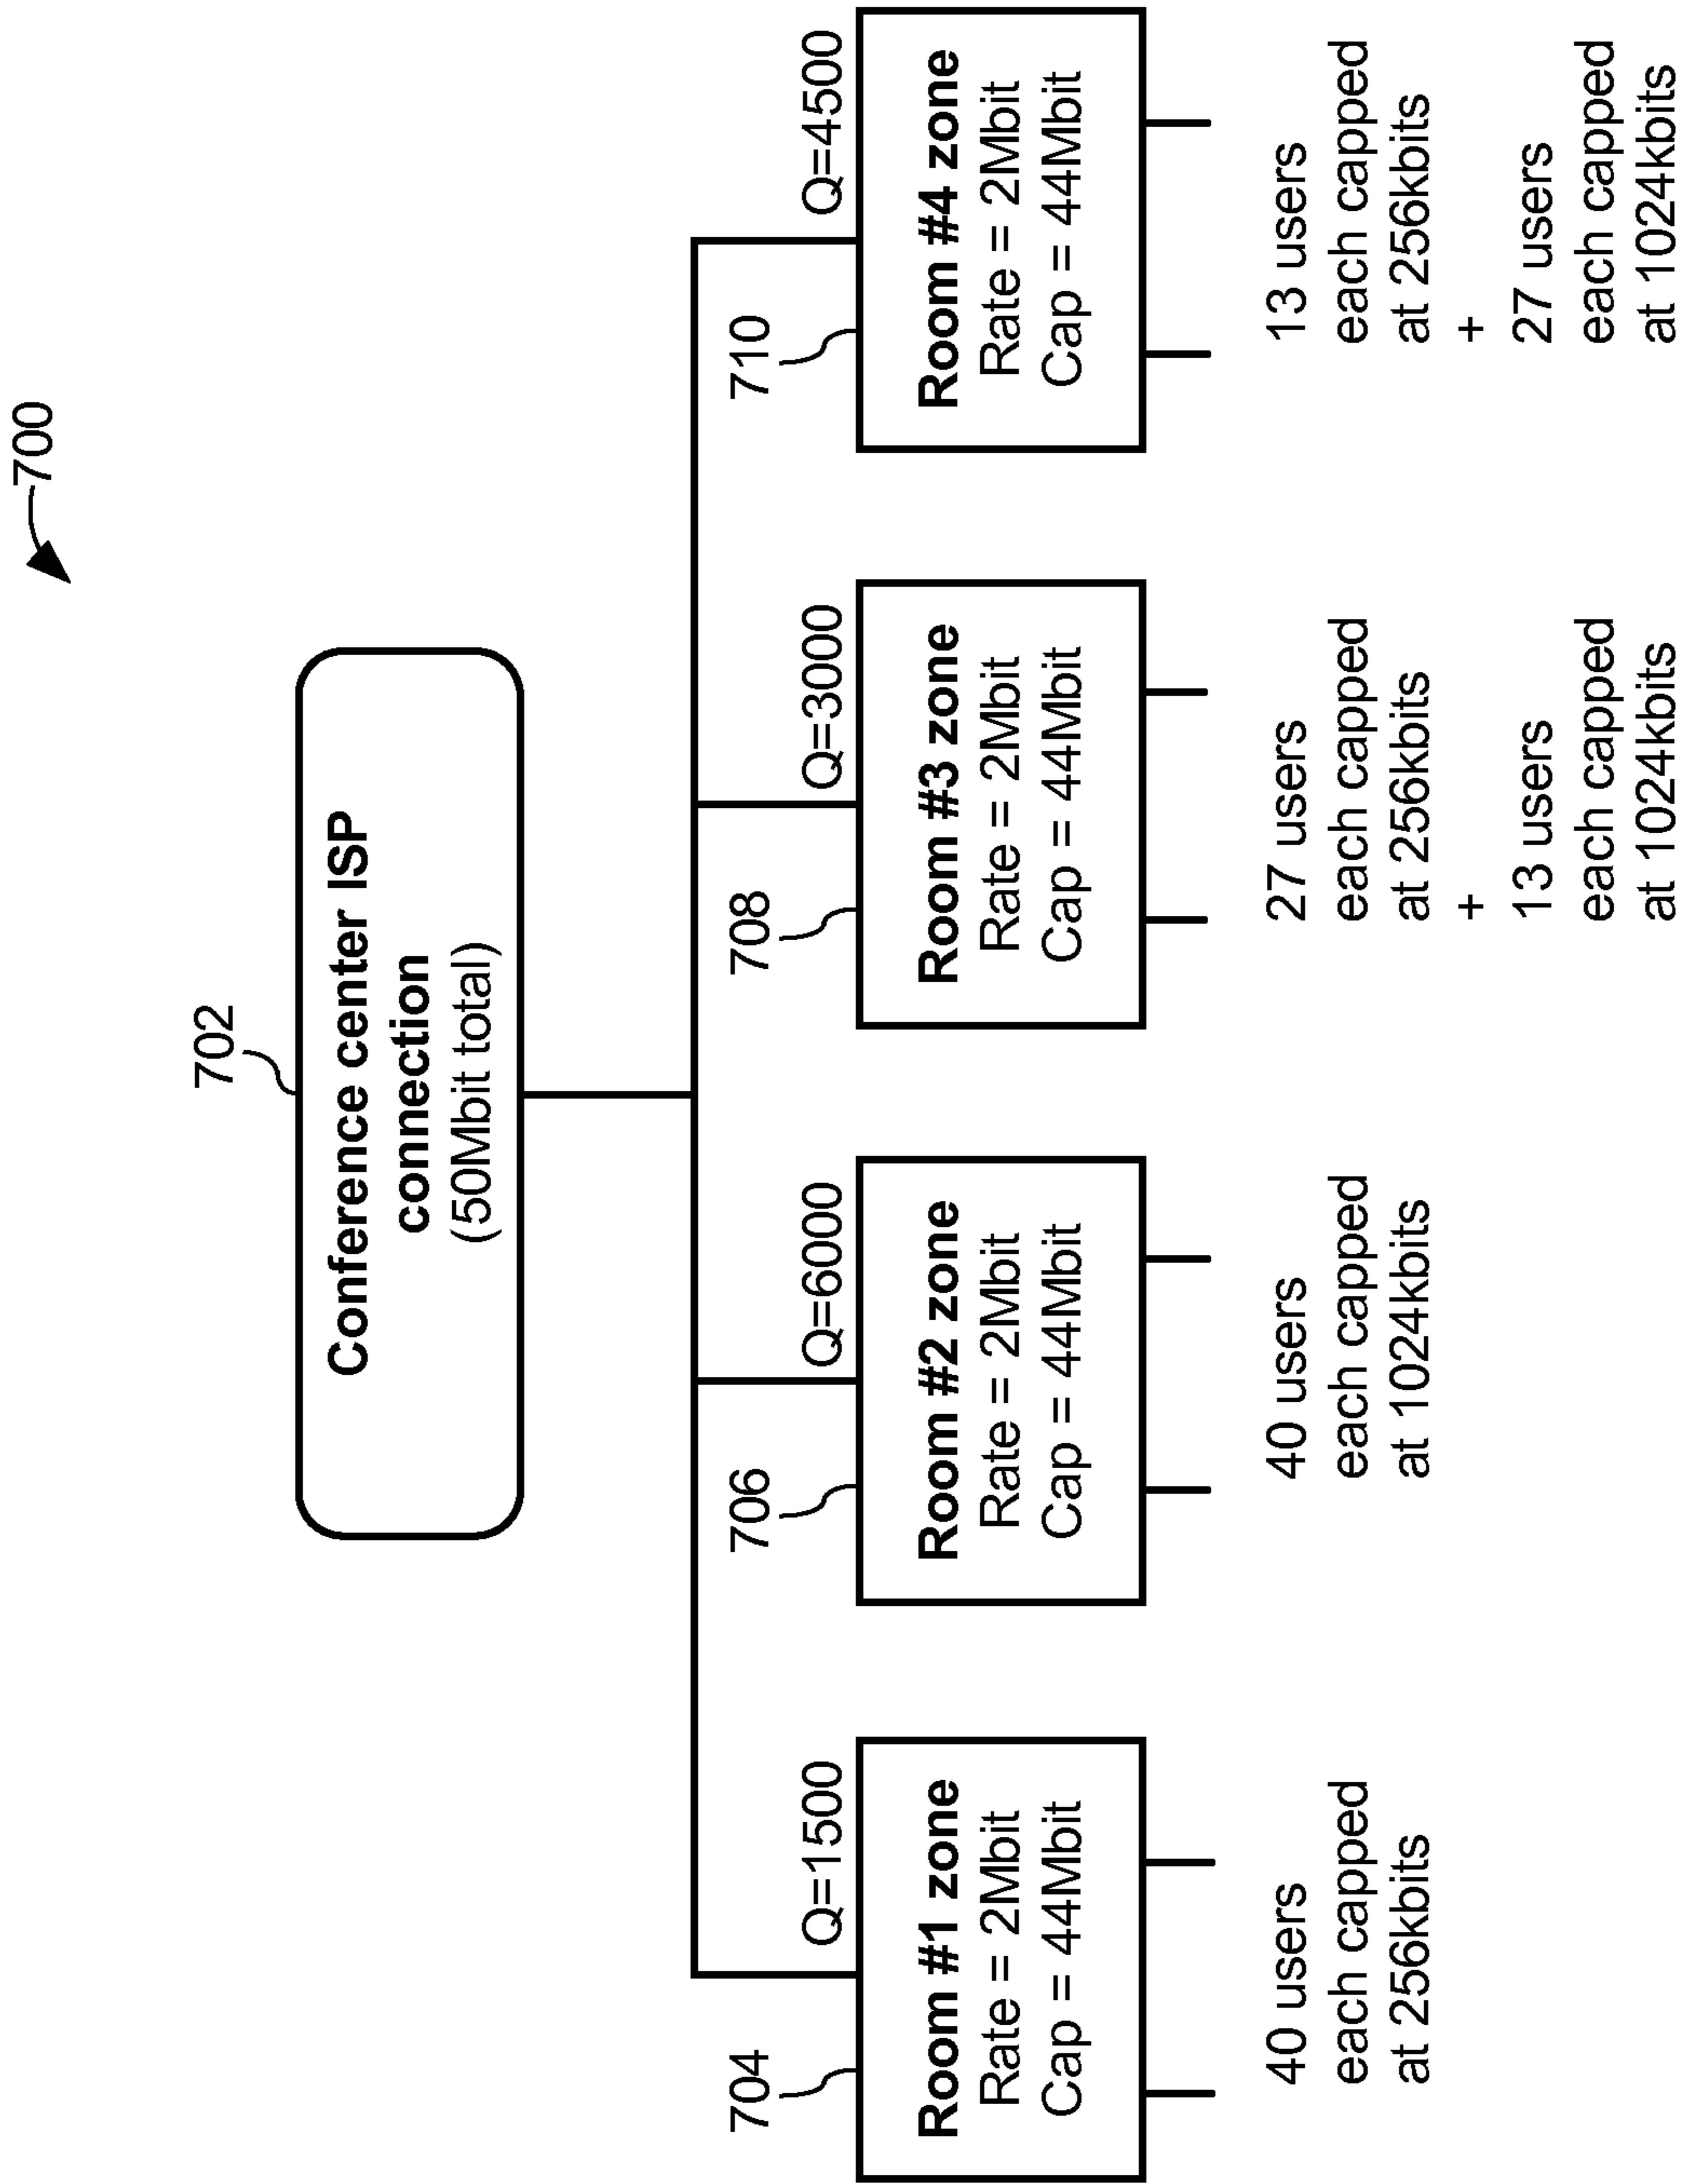 700
702
Conference center ISP
connection
(50Mbit total)
704
Q=1500
Room #1 zone
Rate = 2Mbit
Cap = 44Mbit
40 users
each capped
at 256kbits
706
Q=6000
Room #2 zone
Rate = 2Mbit
Cap = 44Mbit
40 users
each capped
at 1024kbits
708
Q=3000
Room #3 zone
Rate = 2Mbit
Cap = 44Mbit
27 users
each capped
at 256kbits
+
13 users
each capped
at 1024kbits
710
Q=4500
Room #4 zone
Rate = 2Mbit
Cap = 44Mbit
13 users
each capped
at 256kbits
+
27 users
each capped
at 1024kbits